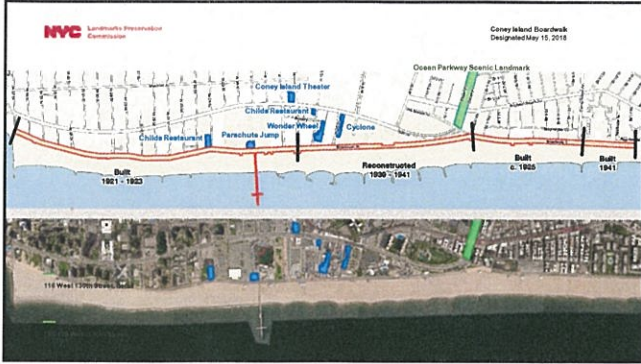 NYC
Landmarks Preservation
Commission
Coney Island Boardwalk
Designated May 15, 2018
Ocean Parkway Scenic Landmark
Coney Island Theater
Childs Restaurant
Wonder Wheel
Cyclone
Childs Restaurant
Parachute Jump
Built
1921 - 1923
Reconstructed
1939 - 1941
Built
c. 1925
Built
1941